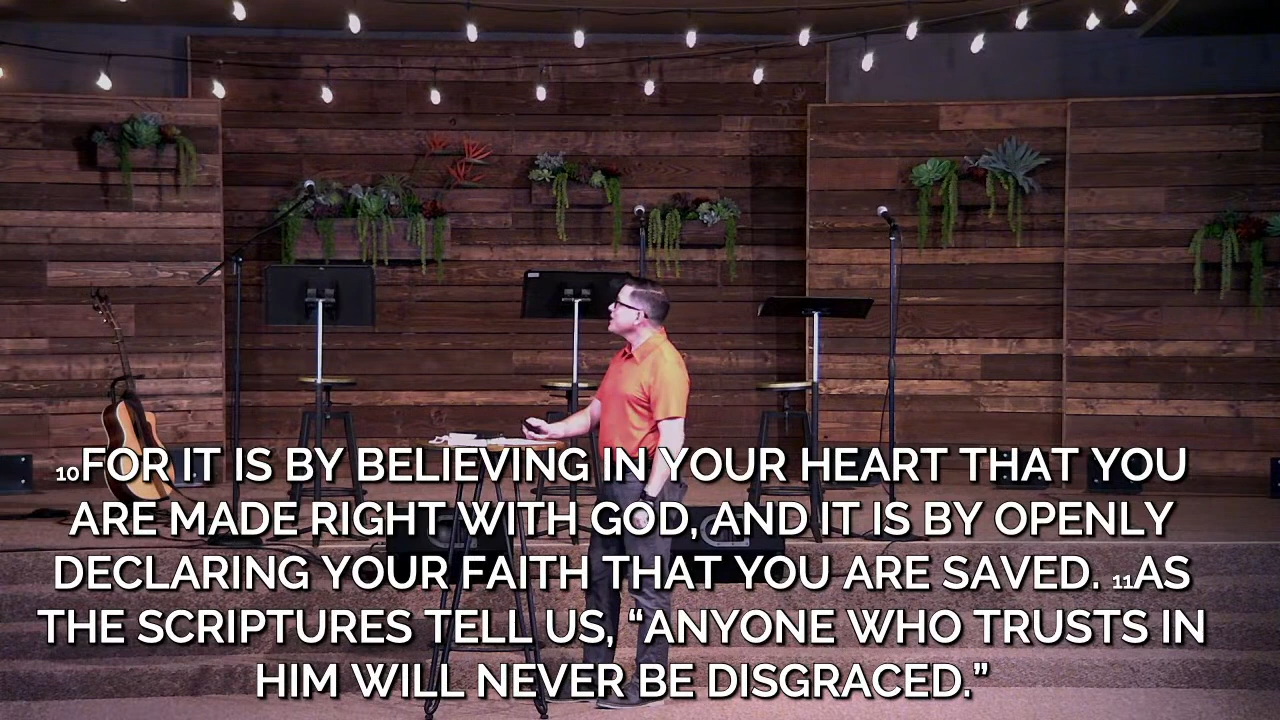 10FOR IT IS BY BELIEVING IN YOUR HEART THAT YOU
ARE MADE RIGHT WITH GOD, AND IT IS BY OPENLY
DECLARING YOUR FAITH THAT YOU ARE SAVED. 11AS
THE SCRIPTURES TELL US, “ANYONE WHO TRUSTS IN
HIM WILL NEVER BE DISGRACED.”